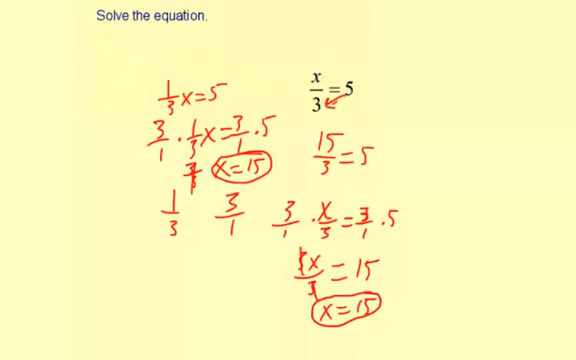 Solve the equation.
x/3 = 5
1/3 x = 5
3/1 · 1/3 x = 3/1 · 5
x = 15
15/3 = 5
1/3 3/1
3/1 · x/3 = 3/1 · 5
3x/3 = 15
x = 15